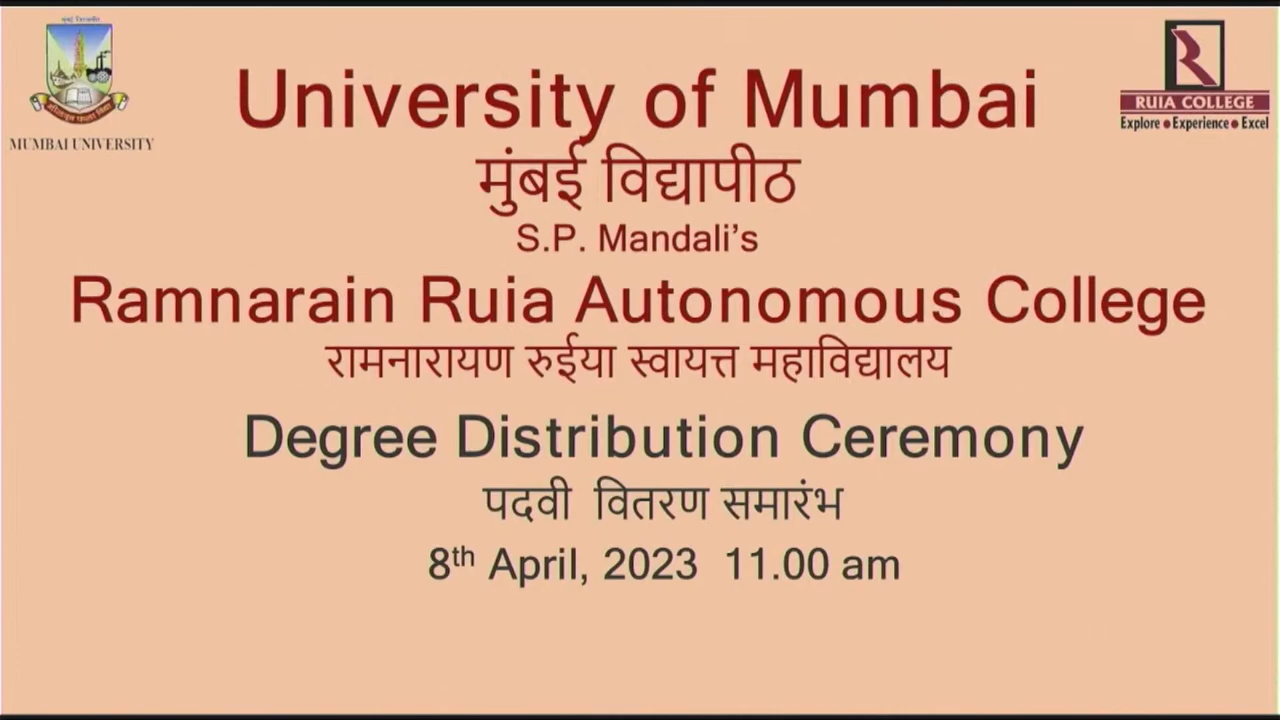 मुंबई विद्यापीठ
MUMBAI UNIVERSITY
RUIA COLLEGE
Explore • Experience • Excel
University of Mumbai
मुंबई विद्यापीठ
S.P. Mandali's
Ramnarain Ruia Autonomous College
रामनारायण रुईया स्वायत्त महाविद्यालय
Degree Distribution Ceremony
पदवी वितरण समारंभ
8th April, 2023 11.00 am